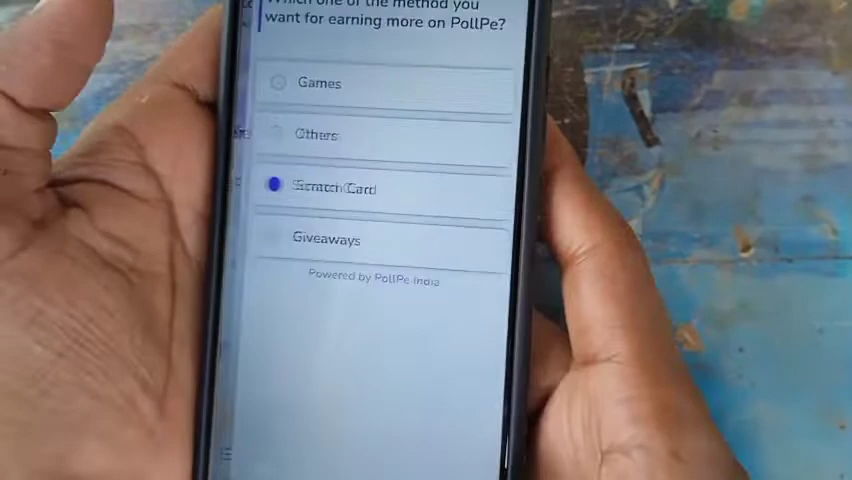 Which one of the method you
want for earning more on PollPe?
Games
Others
Scratch Card
Giveaways
Powered by PollPe India